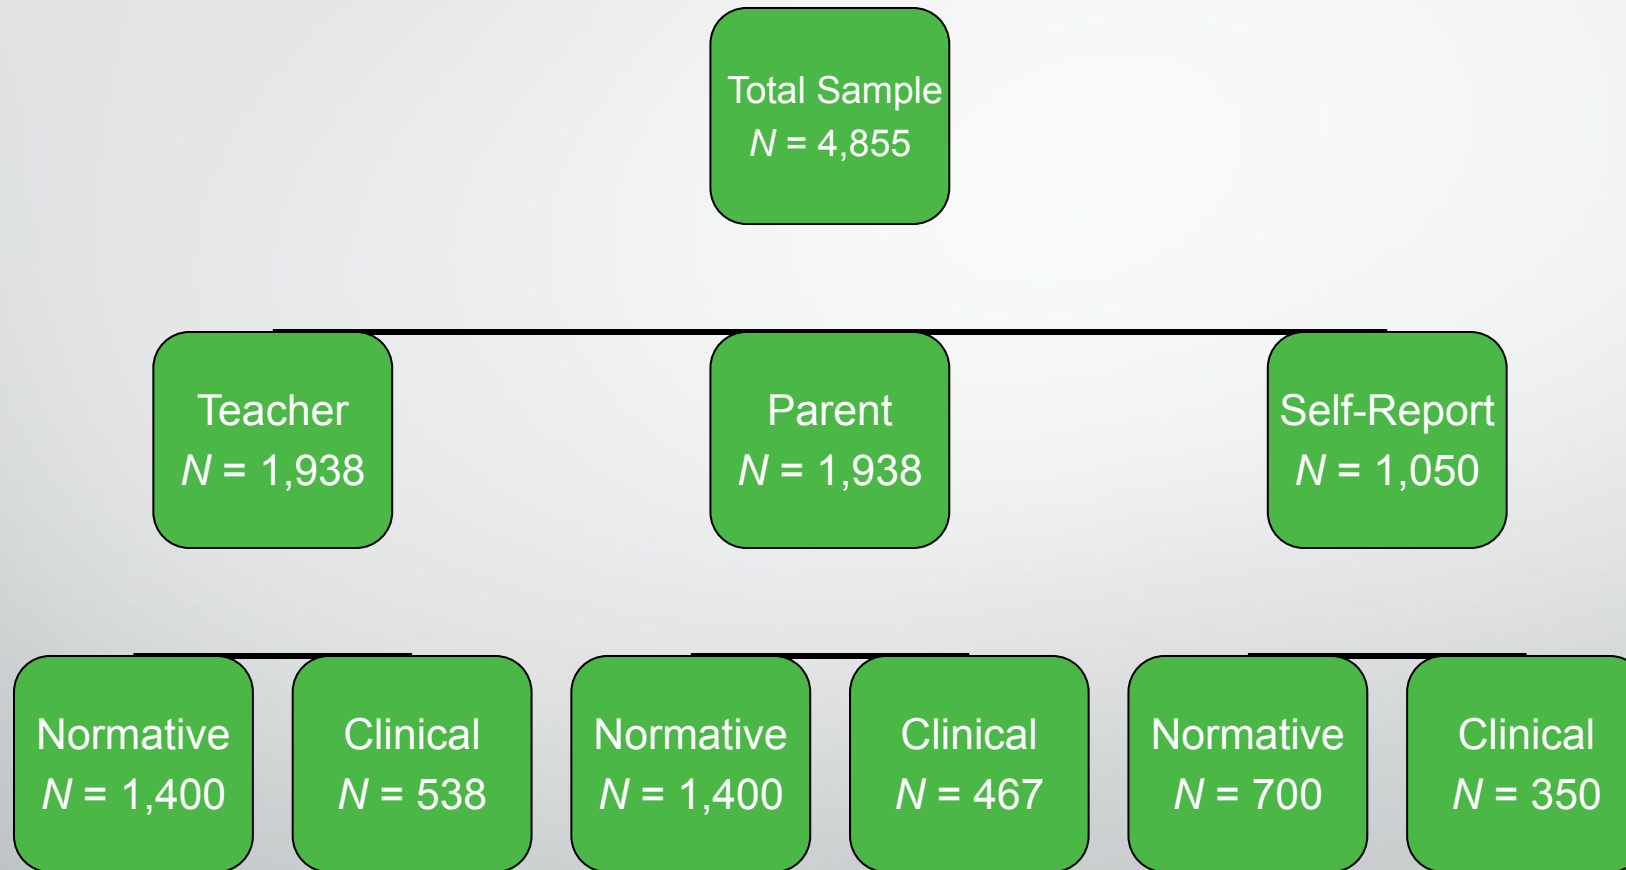 Total Sample
N = 4,855
Teacher
N = 1,938
Parent
N = 1,938
Self-Report
N = 1,050
Normative
N = 1,400
Clinical
N = 538
Normative
N = 1,400
Clinical
N = 467
Normative
N = 700
Clinical
N = 350